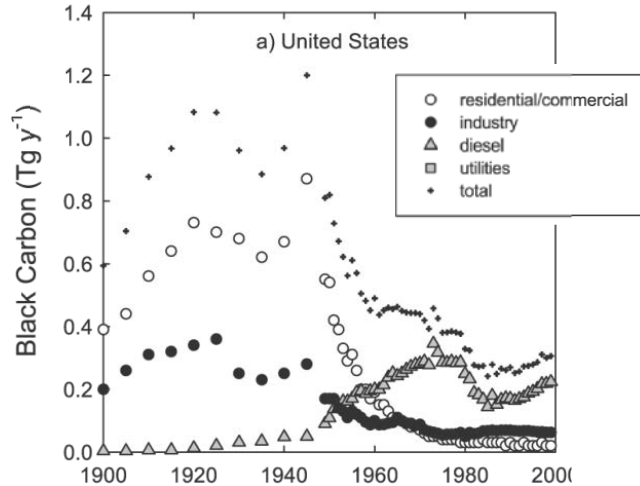 a) United States
Black Carbon (Tg y-1)
1.4
1.2
1.0
0.8
0.6
0.4
0.2
0.0
residential/commercial
industry
diesel
utilities
total
1900 1920 1940 1960 1980 2000